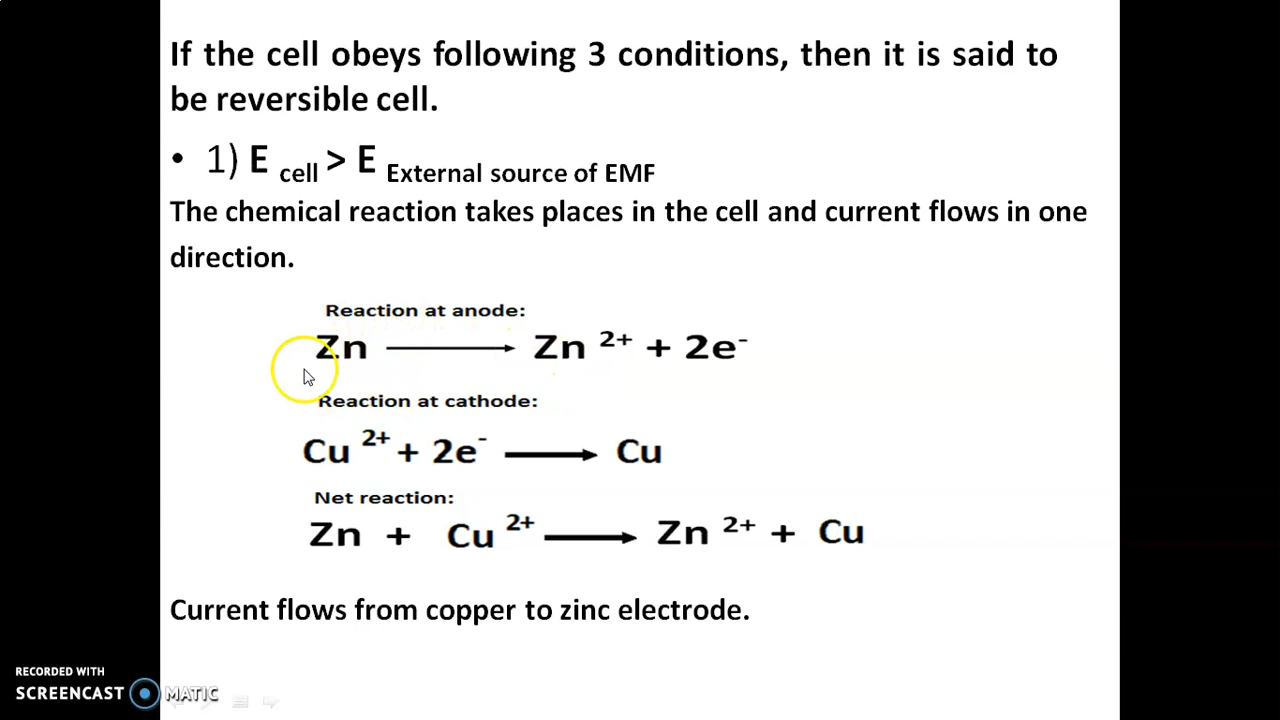 If the cell obeys following 3 conditions, then it is said to
be reversible cell.
• 1) E cell > E External source of EMF
The chemical reaction takes places in the cell and current flows in one
direction.
Reaction at anode:
Zn ⟶ Zn 2+ + 2e-
Reaction at cathode:
Cu 2+ + 2e- ⟶ Cu
Net reaction:
Zn + Cu 2+ ⟶ Zn 2+ + Cu
Current flows from copper to zinc electrode.
RECORDED WITH
SCREENCAST MATIC